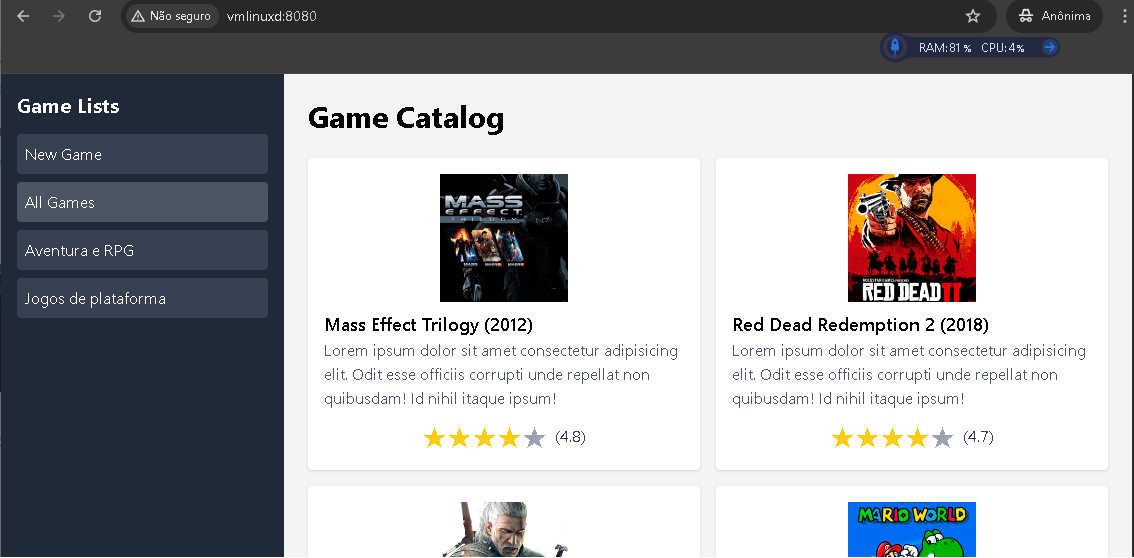 Não seguro vmlinuxd:8080 Anônima
RAM:81% CPU:4%
Game Lists
New Game
All Games
Aventura e RPG
Jogos de plataforma
Game Catalog
MASS
EFFECT
TRILOGY
N7
Mass Effect Trilogy (2012)
Lorem ipsum dolor sit amet consectetur adipisicing
elit. Odit esse officiis corrupti unde repellat non
quibusdam! Id nihil itaque ipsum!
(4.8)
ROCKSTAR GAMES PRESENTS
RED DEAD II
Red Dead Redemption 2 (2018)
Lorem ipsum dolor sit amet consectetur adipisicing
elit. Odit esse officiis corrupti unde repellat non
quibusdam! Id nihil itaque ipsum!
(4.7)
MARIO WORLD